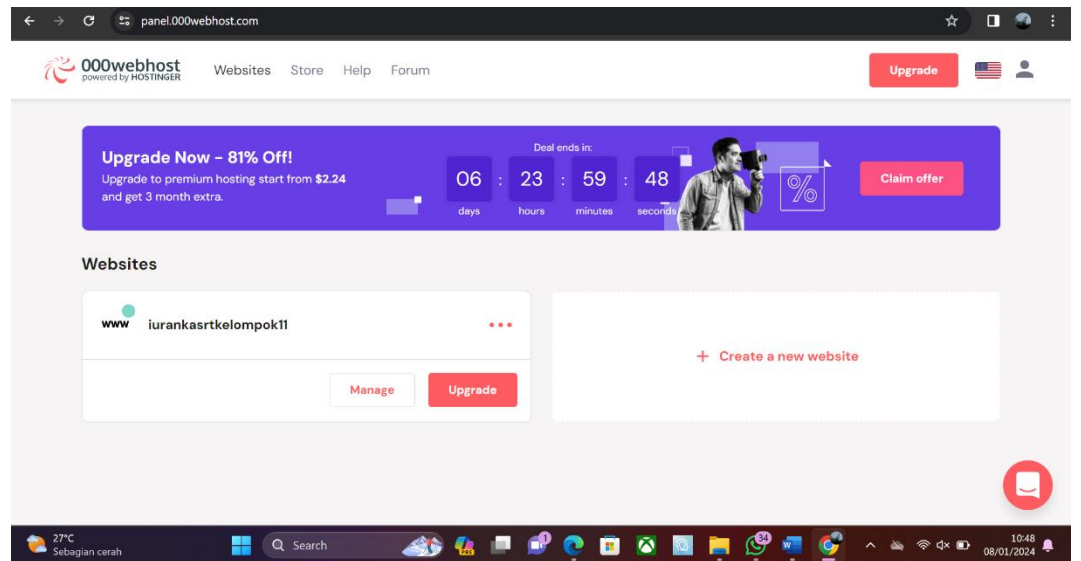 panel.000webhost.com
000webhost
powered by HOSTINGER
Websites Store Help Forum
Upgrade
Upgrade Now - 81% Off!
Upgrade to premium hosting start from $2.24
and get 3 month extra.
Deal ends in:
06 : 23 : 59 : 48
days hours minutes seconds
%
Claim offer
Websites
www iurankasrtkelompok11
Manage
Upgrade
+ Create a new website
27°C
Sebagian cerah
Search
PRE
1
34
10:48
08/01/2024